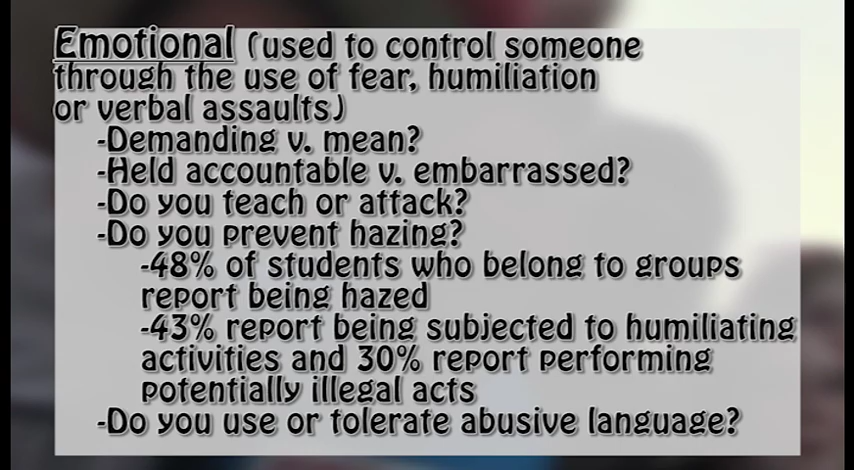 Emotional (used to control someone
through the use of fear, humiliation
or verbal assaults)
-Demanding v. mean?
-Held accountable v. embarrassed?
-Do you teach or attack?
-Do you prevent hazing?
-48% of students who belong to groups
report being hazed
-43% report being subjected to humiliating
activities and 30% report performing
potentially illegal acts
-Do you use or tolerate abusive language?